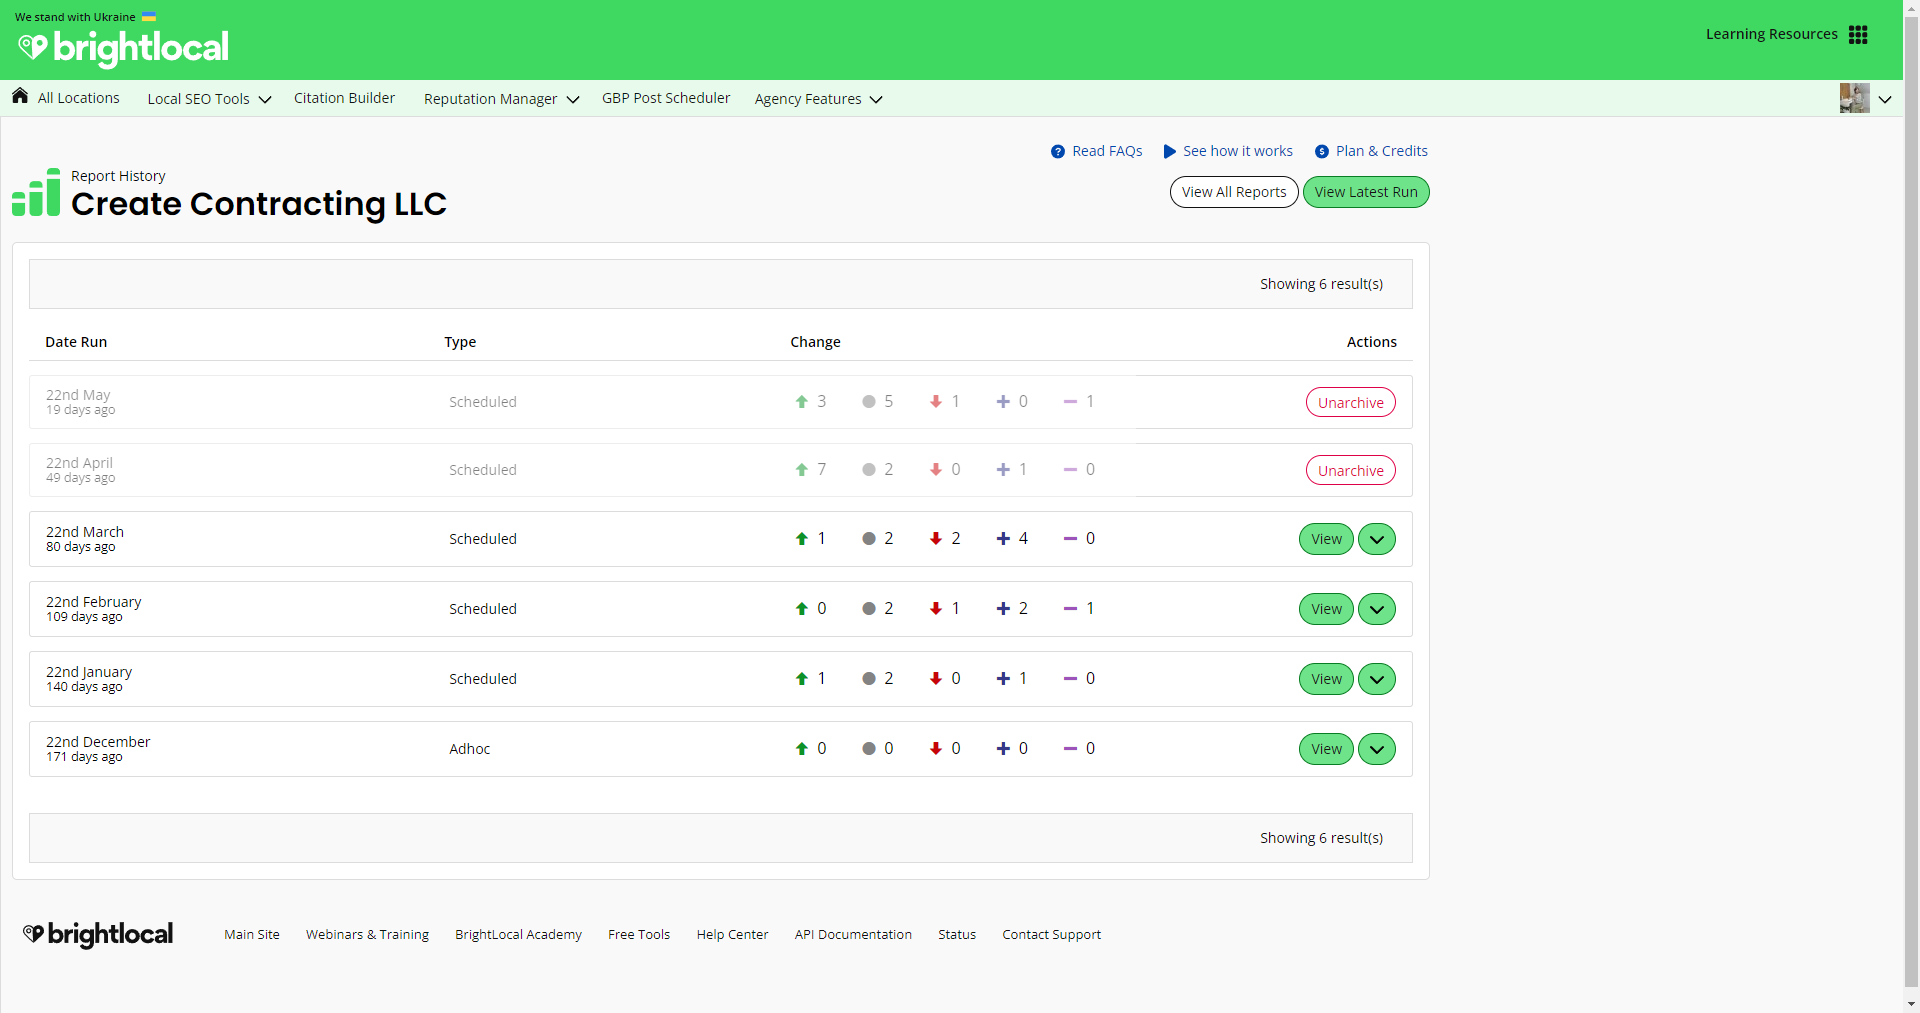 We stand with Ukraine
brightlocal
Learning Resources
All Locations Local SEO Tools Citation Builder Reputation Manager GBP Post Scheduler Agency Features
Read FAQs See how it works Plan & Credits
Report History
Create Contracting LLC
View All Reports View Latest Run
Showing 6 result(s)
Date Run Type Change Actions
22nd May
19 days ago
Scheduled 3 5 1 0 1 Unarchive
22nd April
49 days ago
Scheduled 7 2 0 1 0 Unarchive
22nd March
80 days ago
Scheduled 1 2 2 4 0 View
22nd February
109 days ago
Scheduled 0 2 1 2 1 View
22nd January
140 days ago
Scheduled 1 2 0 1 0 View
22nd December
171 days ago
Adhoc 0 0 0 0 0 View
Showing 6 result(s)
brightlocal Main Site Webinars & Training BrightLocal Academy Free Tools Help Center API Documentation Status Contact Support